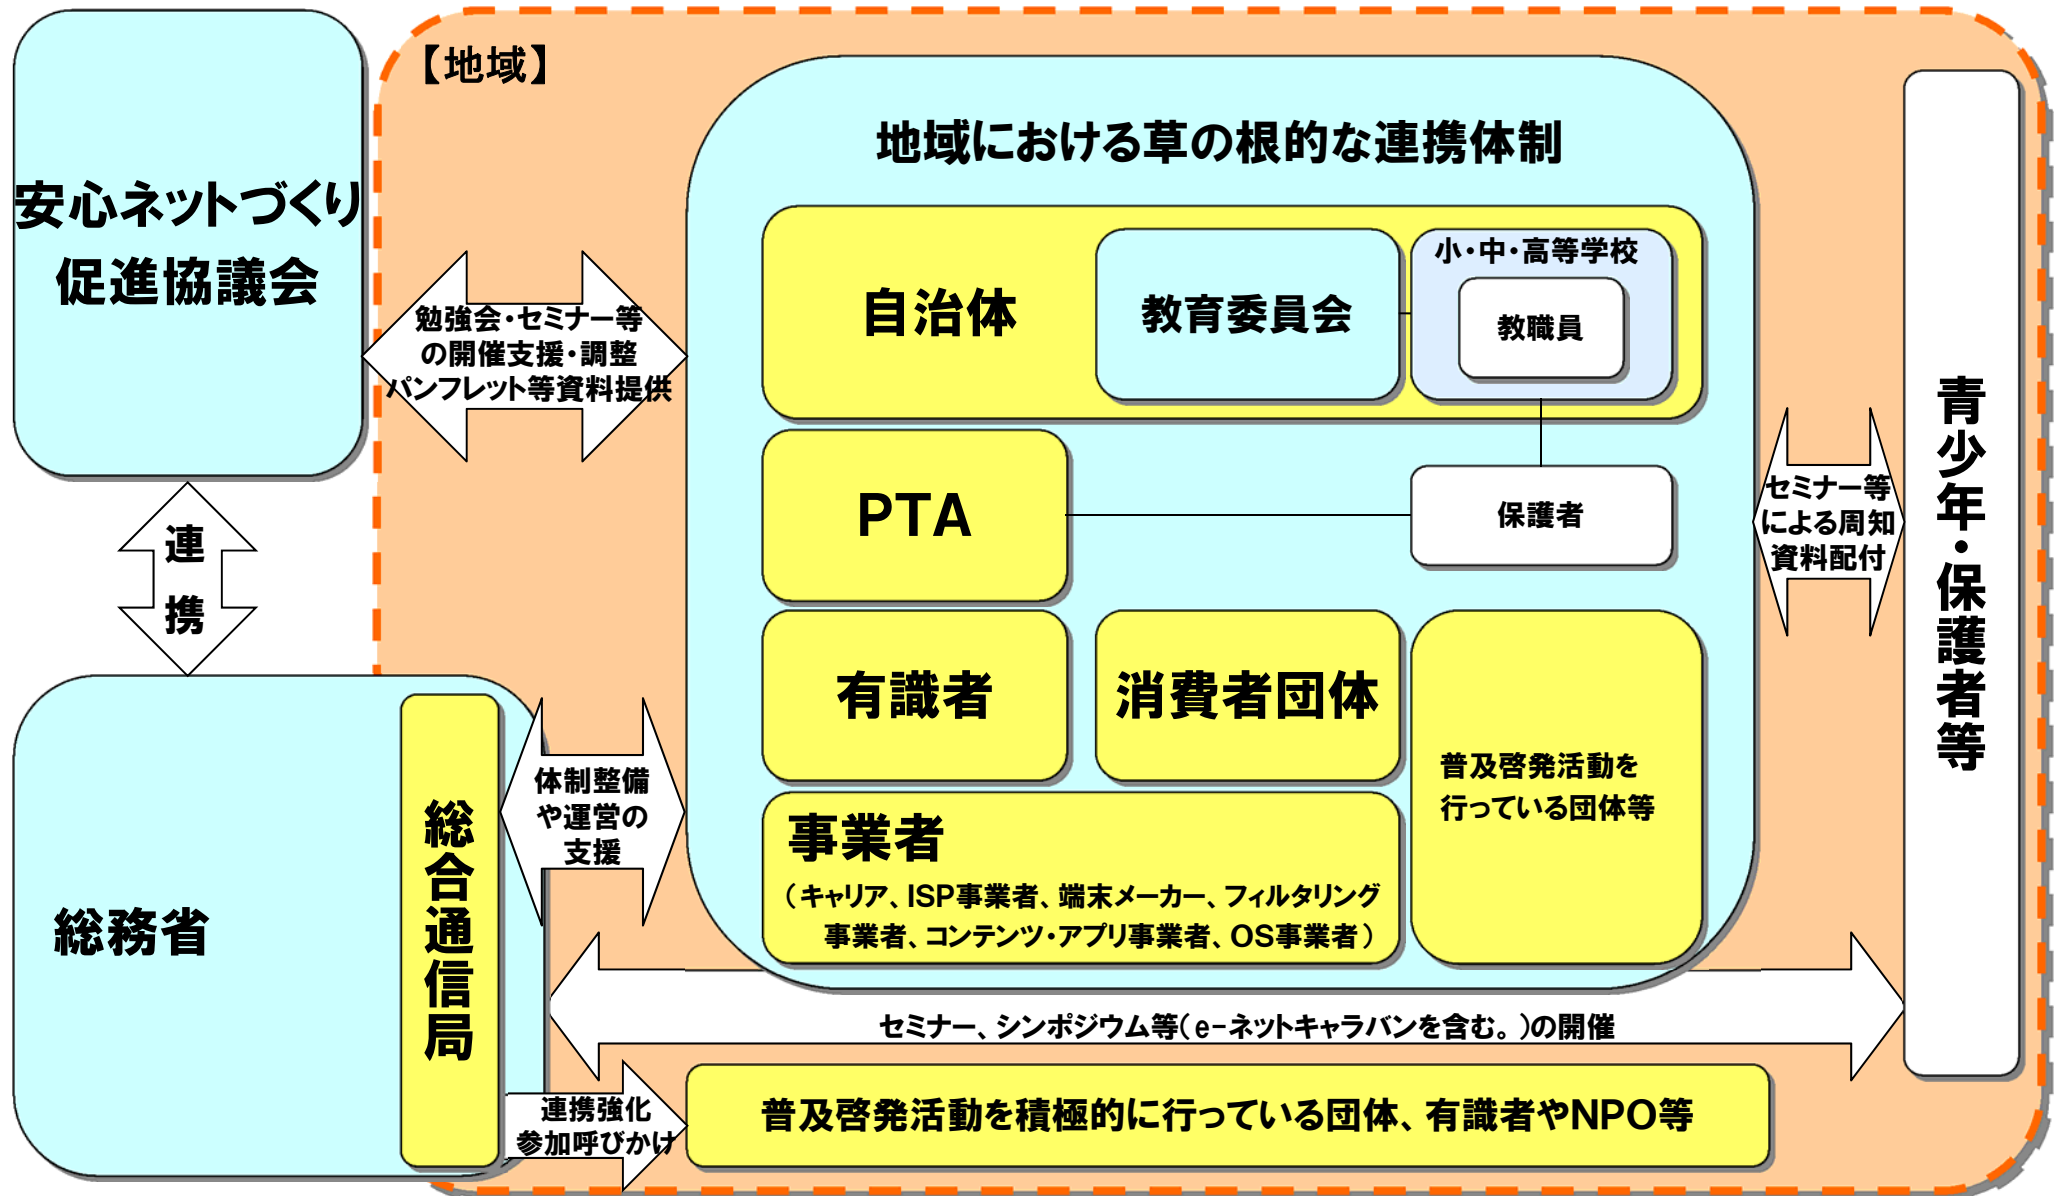 【地域】
安心ネットづくり
促進協議会
地域における草の根的な連携体制
自治体
教育委員会
小・中・高等学校
教職員
勉強会・セミナー等
の開催支援・調整
パンフレット等資料提供
PTA
保護者
セミナー等
による周知
資料配付
青少年・保護者等
連
携
有識者
消費者団体
普及啓発活動を
行っている団体等
体制整備
や運営の
支援
総務省
総合通信局
事業者
（キャリア、ISP事業者、端末メーカー、フィルタリング
事業者、コンテンツ・アプリ事業者、OS事業者）
セミナー、シンポジウム等（e-ネットキャラバンを含む。）の開催
連携強化
参加呼びかけ
普及啓発活動を積極的に行っている団体、有識者やNPO等